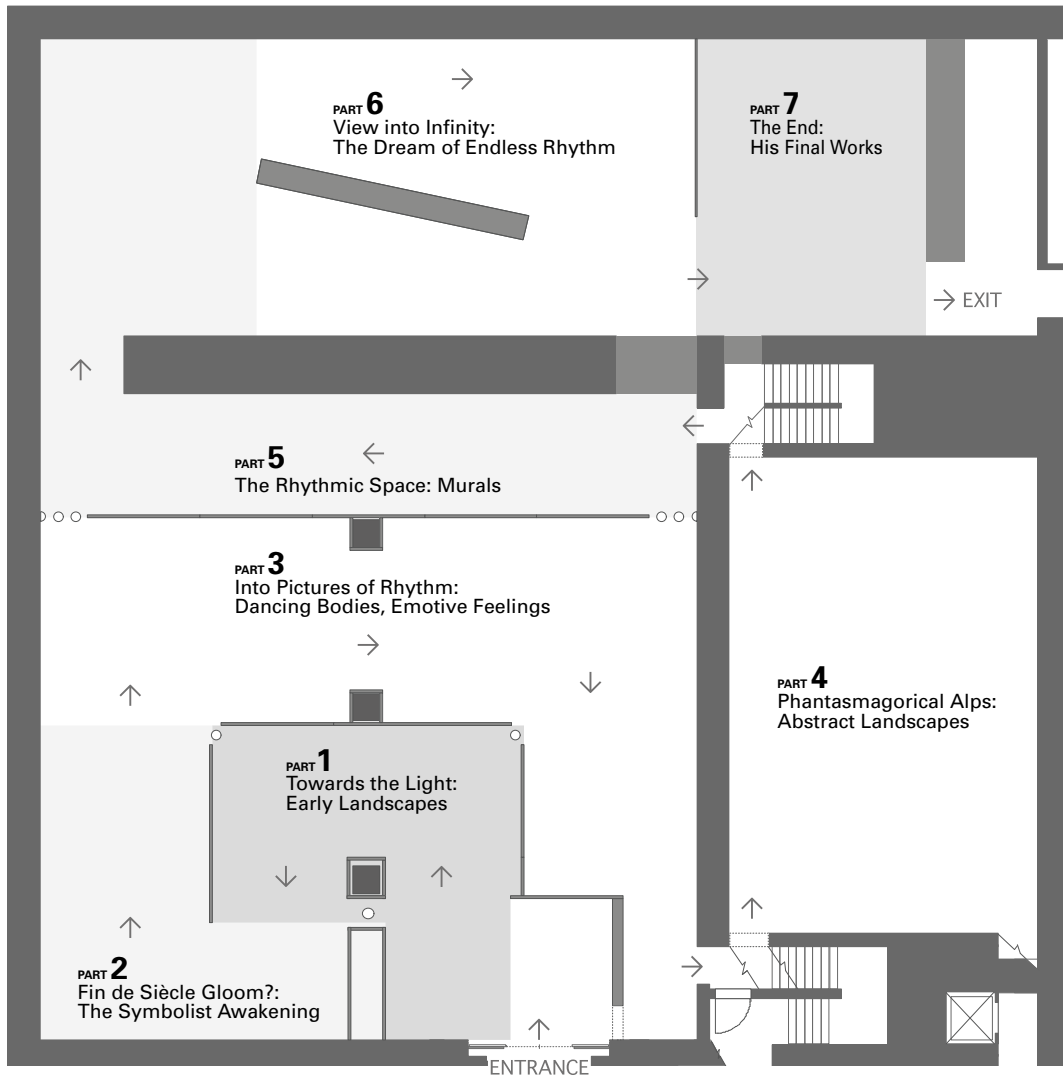 PART 6
View into Infinity:
The Dream of Endless Rhythm
PART 7
The End:
His Final Works
EXIT
PART 5
The Rhythmic Space: Murals
PART 3
Into Pictures of Rhythm:
Dancing Bodies, Emotive Feelings
PART 4
Phantasmagorical Alps:
Abstract Landscapes
PART 1
Towards the Light:
Early Landscapes
PART 2
Fin de Siècle Gloom?:
The Symbolist Awakening
ENTRANCE